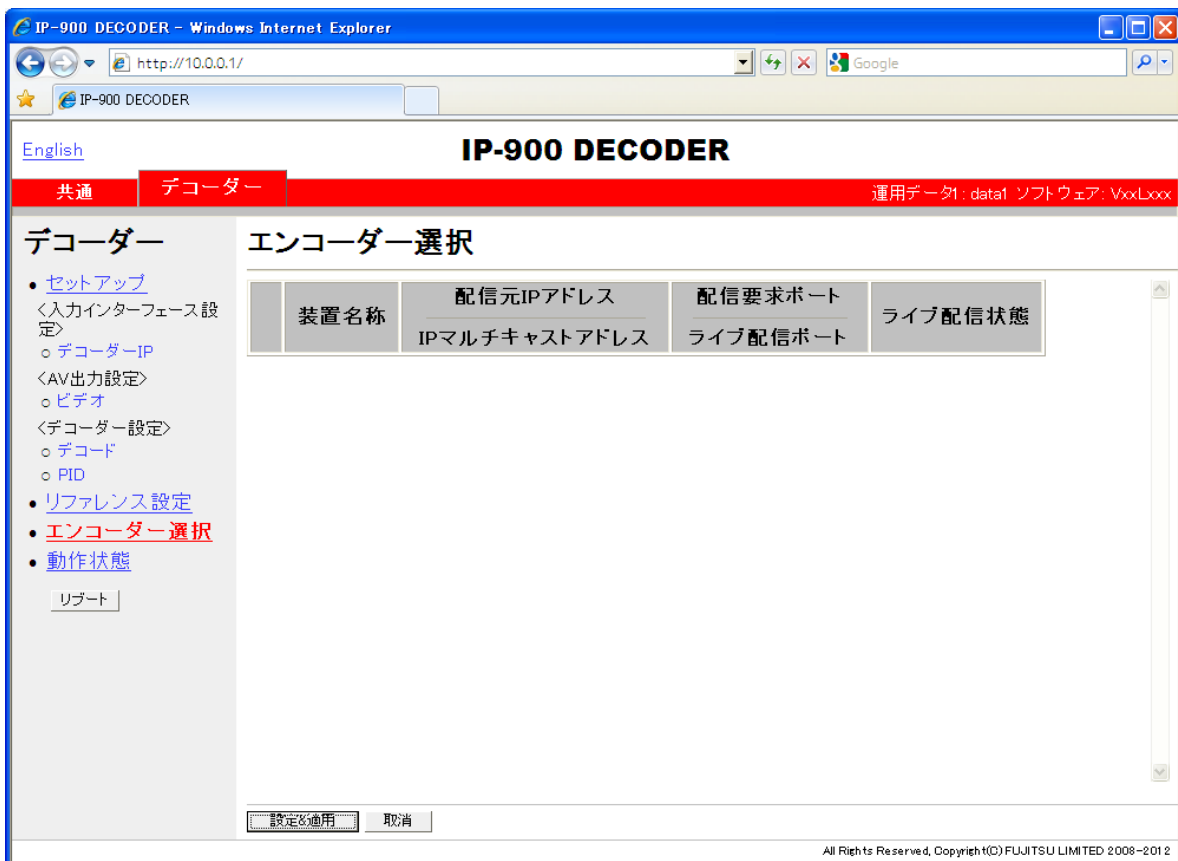 IP-900 DECODER - Windows Internet Explorer
http://10.0.0.1/
Google
IP-900 DECODER
English
IP-900 DECODER
共通
デコーダー
運用データ1: data1 ソフトウェア: VxxLxxx
デコーダー
セットアップ
<入力インターフェース設
定>
デコーダーIP
<AV出力設定>
ビデオ
<デコーダー設定>
デコード
PID
リファレンス設定
エンコーダー選択
動作状態
リブート
エンコーダー選択
装置名称
配信元IPアドレス
IPマルチキャストアドレス
配信要求ポート
ライブ配信ポート
ライブ配信状態
設定&適用
取消
All Rights Reserved, Copyright(C) FUJITSU LIMITED 2008-2012